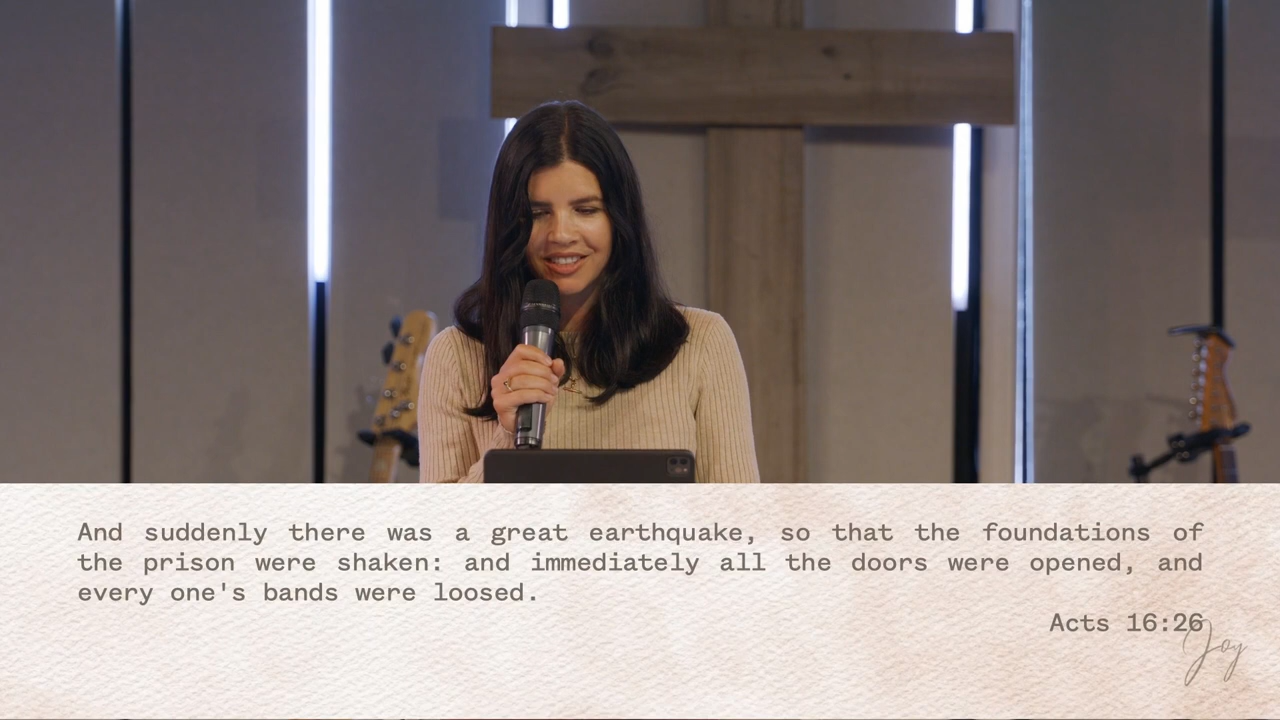 And suddenly there was a great earthquake, so that the foundations of
the prison were shaken: and immediately all the doors were opened, and
every one's bands were loosed.
Acts 16:26
Joy